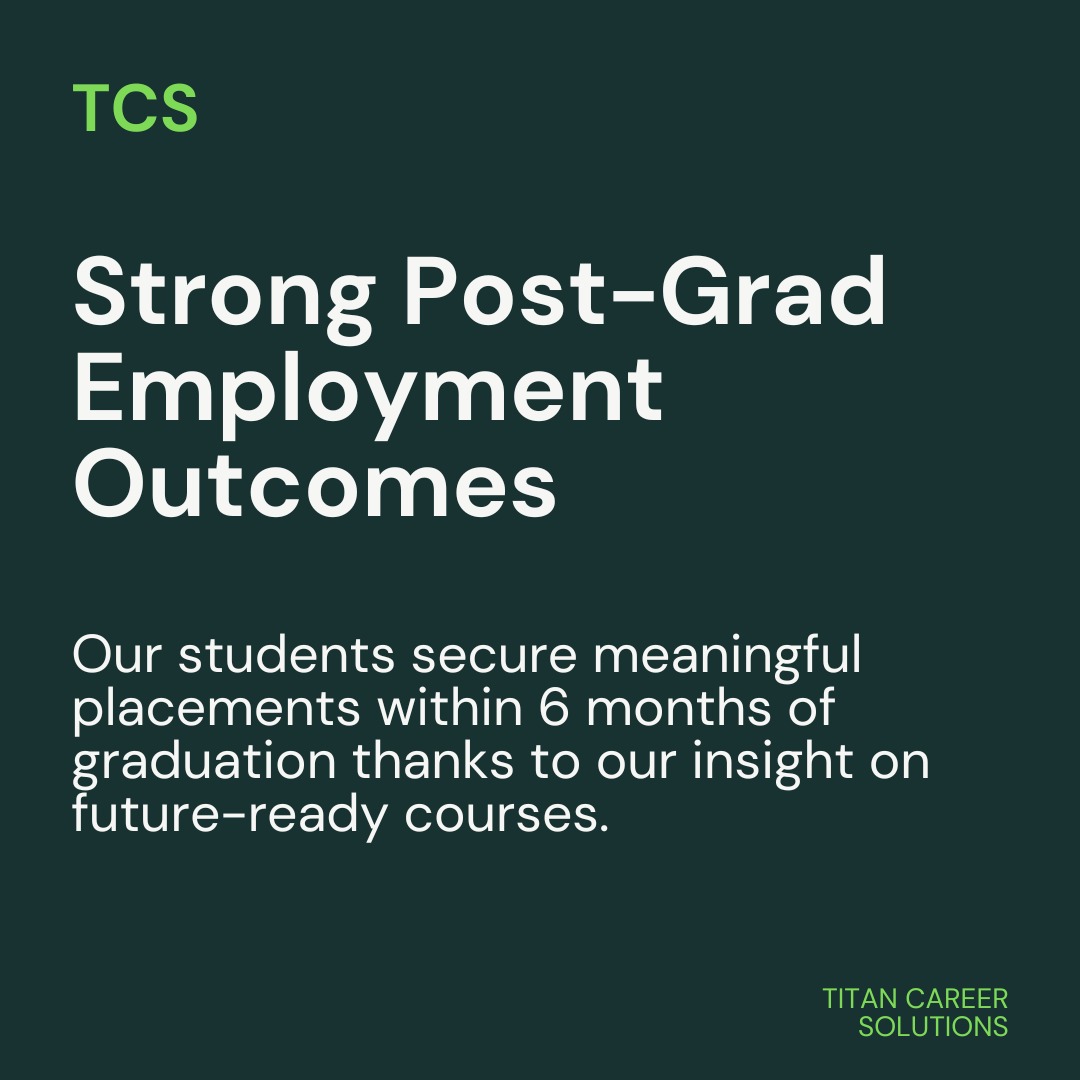 TCS
Strong Post-Grad
Employment
Outcomes
Our students secure meaningful
placements within 6 months of
graduation thanks to our insight on
future-ready courses.
TITAN CAREER
SOLUTIONS